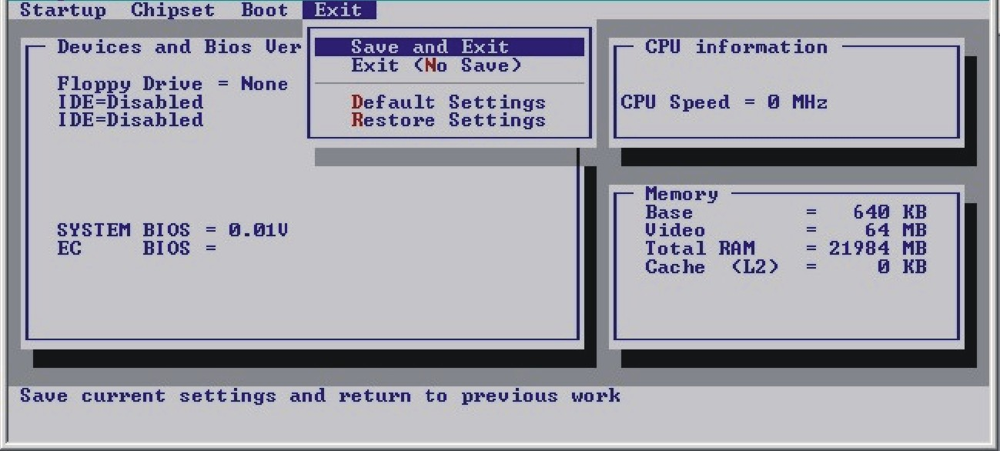 Startup Chipset Boot Exit
Devices and Bios Ver
Floppy Drive = None
IDE=Disabled
IDE=Disabled
SYSTEM BIOS = 0.01V
EC BIOS =
Save and Exit
Exit (No Save)
Default Settings
Restore Settings
CPU information
CPU Speed = 0 MHz
Memory
Base = 640 KB
Video = 64 MB
Total RAM = 21984 MB
Cache (L2) = 0 KB
Save current settings and return to previous work